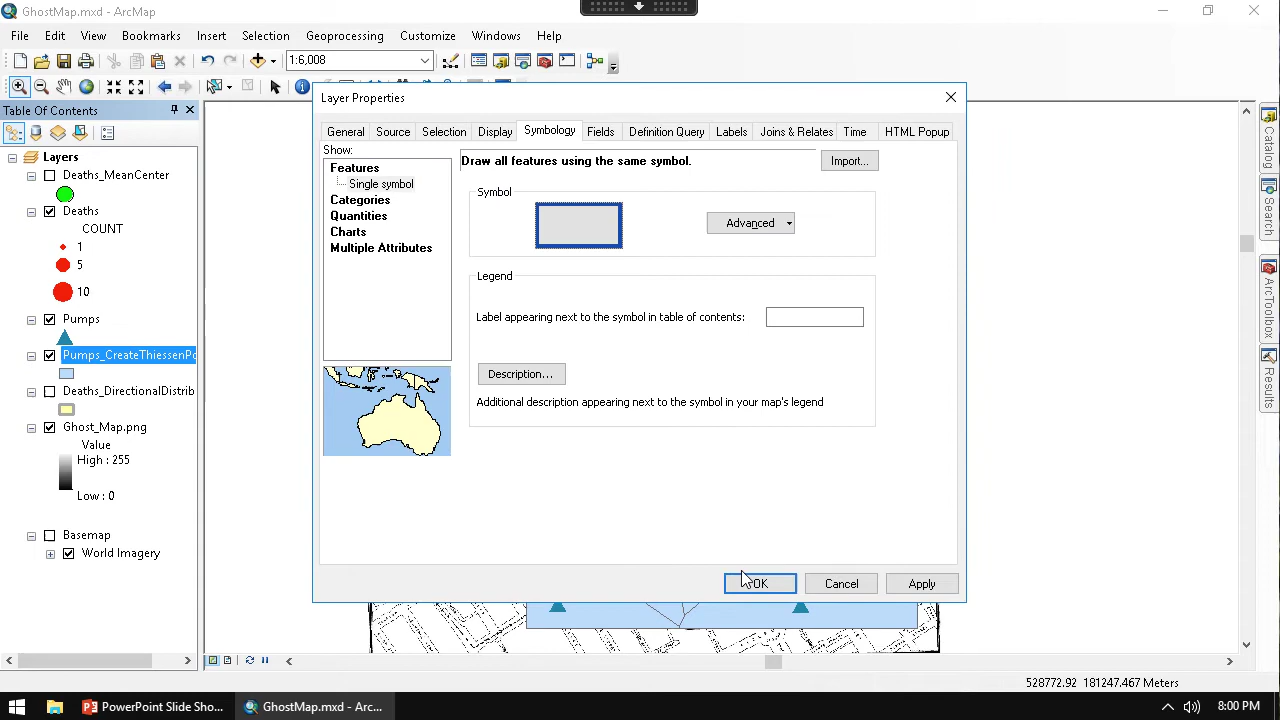 GhostMap.mxd - ArcMap
File Edit View Bookmarks Insert Selection Geoprocessing Customize Windows Help
1:6,008
Table Of Contents
Layers
Deaths_MeanCenter
Deaths
COUNT
1
5
10
Pumps
Pumps_CreateThiessenPo
Deaths_DirectionalDistrib
Ghost_Map.png
Value
High : 255
Low : 0
Basemap
World Imagery
Layer Properties
General Source Selection Display Symbology Fields Definition Query Labels Joins & Relates Time HTML Popup
Show:
Features
Single symbol
Categories
Quantities
Charts
Multiple Attributes
Draw all features using the same symbol.
Import...
Symbol
Advanced
Legend
Label appearing next to the symbol in table of contents:
Description...
Additional description appearing next to the symbol in your map's legend
OK Cancel Apply
Catalog
Search
ArcToolbox
Results
528772.92 181247.467 Meters
PowerPoint Slide Sho...
GhostMap.mxd - Arc...
8:00 PM